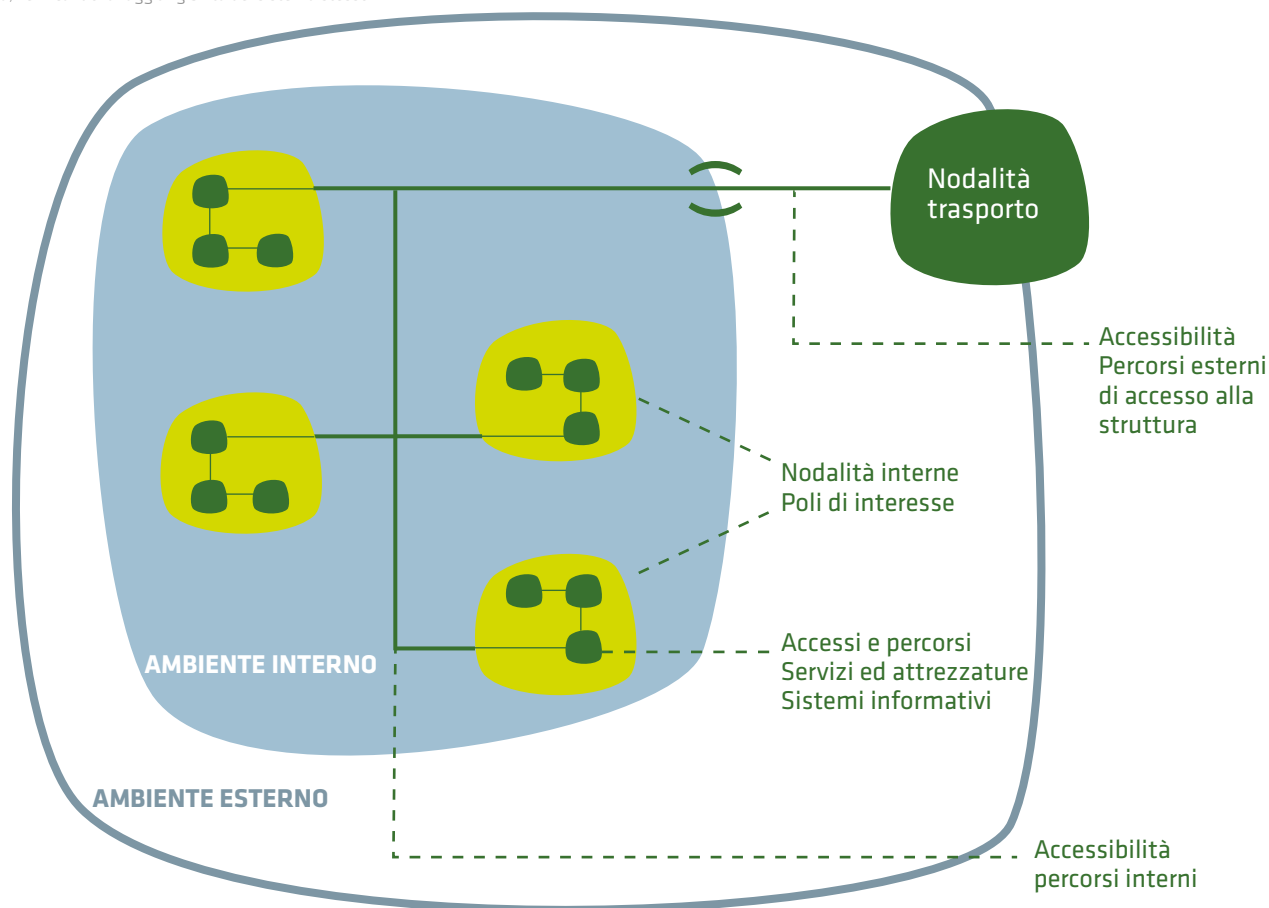 Nodalità
trasporto
Accessibilità
Percorsi esterni
di accesso alla
struttura
Nodalità interne
Poli di interesse
Accessi e percorsi
Servizi ed attrezzature
Sistemi informativi
AMBIENTE INTERNO
AMBIENTE ESTERNO
Accessibilità
percorsi interni